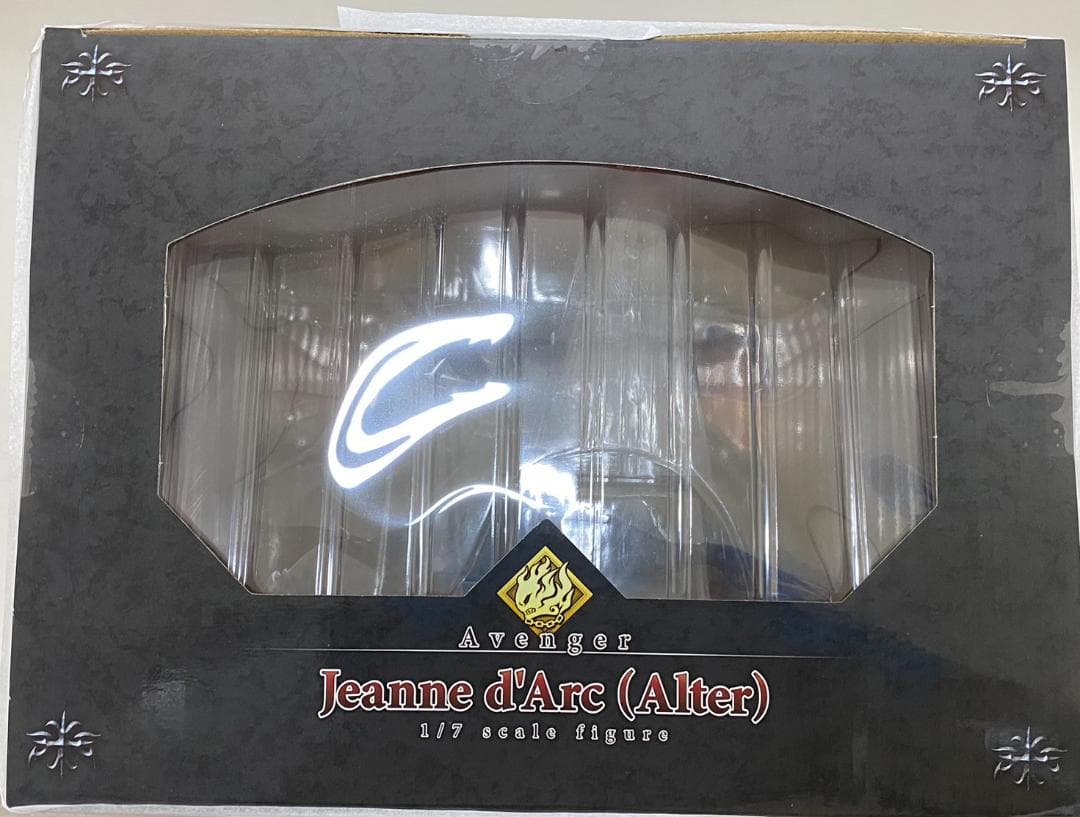 Avenger
Jeanne d'Arc (Alter)
1/7 scale figure